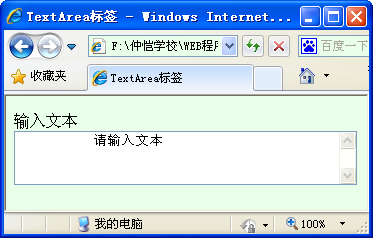 TextArea标签 - Windows Internet...
F:\仲恺学校\WEB程序
百度一下
收藏夹
TextArea标签
输入文本
请输入文本
我的电脑
100%